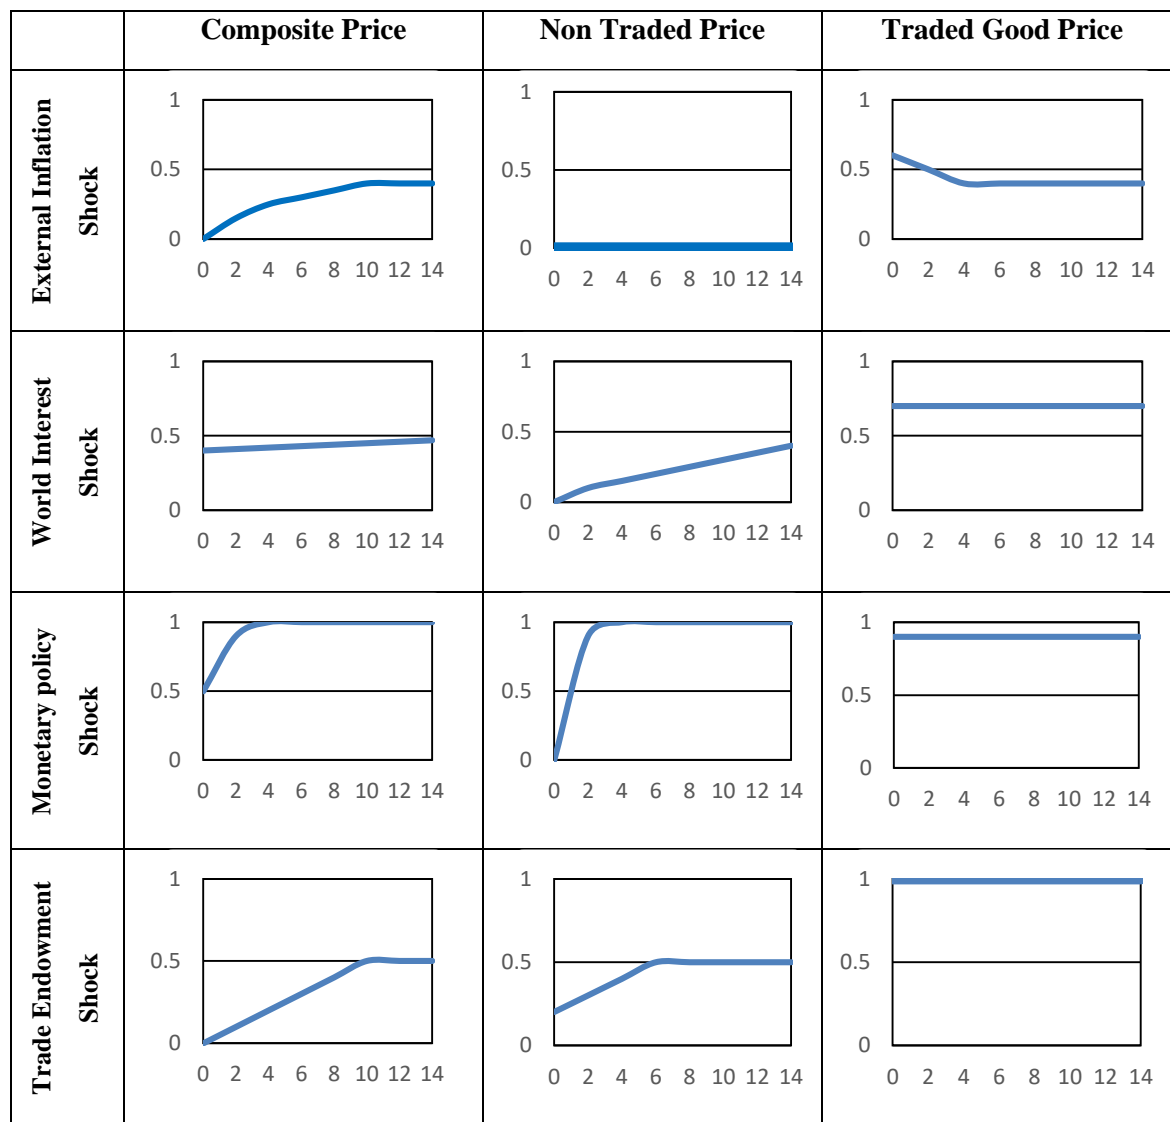 Composite Price Non Traded Price Traded Good Price
External Inflation
Shock
1
0.5
0
0 2 4 6 8 10 12 14
1
0.5
0
0 2 4 6 8 10 12 14
1
0.5
0
0 2 4 6 8 10 12 14
World Interest
Shock
1
0.5
0
0 2 4 6 8 10 12 14
1
0.5
0
0 2 4 6 8 10 12 14
1
0.5
0
0 2 4 6 8 10 12 14
Monetary policy
Shock
1
0.5
0
0 2 4 6 8 10 12 14
1
0.5
0
0 2 4 6 8 10 12 14
1
0.5
0
0 2 4 6 8 10 12 14
Trade Endowment
Shock
1
0.5
0
0 2 4 6 8 10 12 14
1
0.5
0
0 2 4 6 8 10 12 14
1
0.5
0
0 2 4 6 8 10 12 14